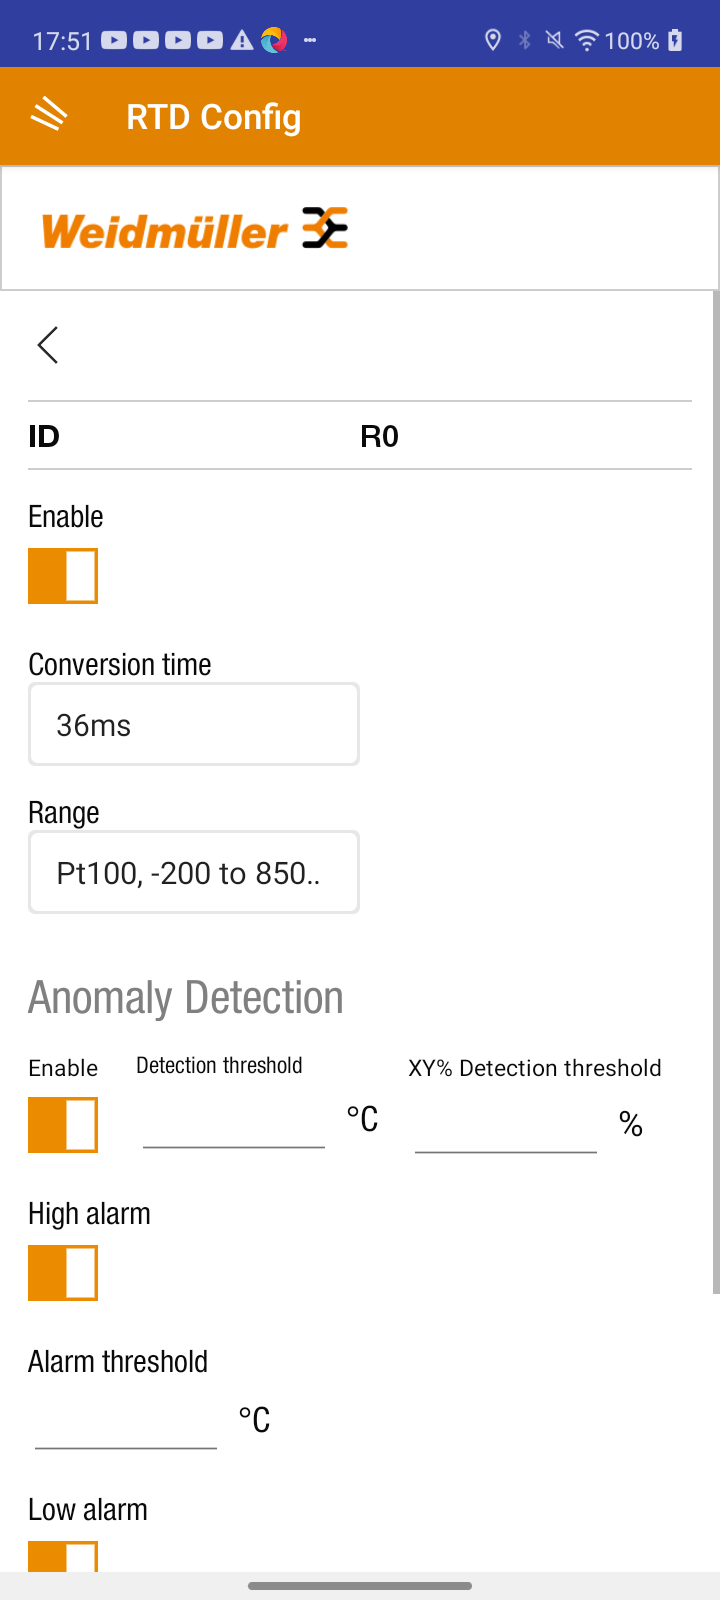 17:51
100%
RTD Config
Weidmüller
ID R0
Enable
Conversion time
36ms
Range
Pt100, -200 to 850..
Anomaly Detection
Enable Detection threshold XY% Detection threshold
°C %
High alarm
Alarm threshold
°C
Low alarm